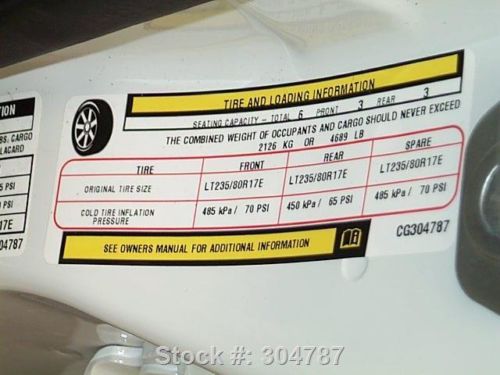 TIRE AND LOADING INFORMATION
SEATING CAPACITY - TOTAL 6 FRONT 3 REAR 3
THE COMBINED WEIGHT OF OCCUPANTS AND CARGO SHOULD NEVER EXCEED
2126 KG OR 4689 LB
TIRE FRONT REAR SPARE
ORIGINAL TIRE SIZE LT235/80R17E LT235/80R17E LT235/80R17E
COLD TIRE INFLATION PRESSURE 485 kPa/ 70 PSI 450 kPa/ 65 PSI 485 kPa/ 70 PSI
SEE OWNERS MANUAL FOR ADDITIONAL INFORMATION
CG304787
CARGO
PLACARD
PSI
PSI
17E
304787
Stock #: 304787